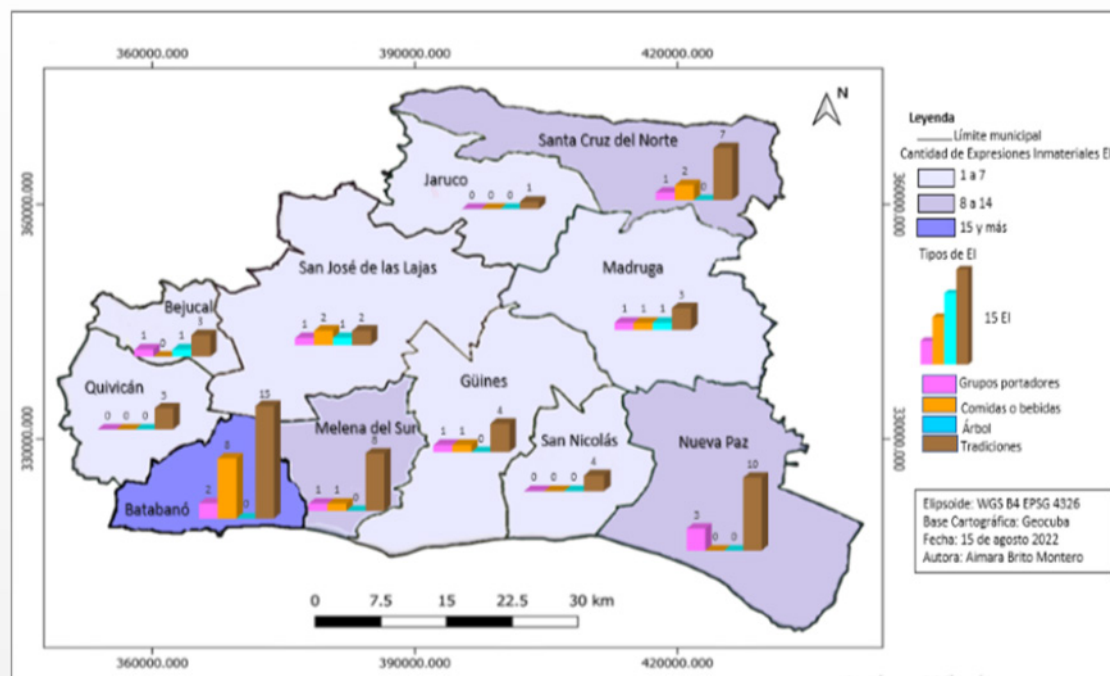 360000.000 390000.000 420000.000
N
Santa Cruz del Norte
7
1 2 0
Jaruco
0 0 0 1
San José de las Lajas
1 2 1 2
Madruga
1 1 1 3
Bejucal
1 0 1 3
Quivicán
0 0 0 3
Güines
1 1 0 4
Melena del Sur
1 1 0 8
San Nicolás
0 0 0 4
Nueva Paz
3 0 0 10
Batabanó
2 8 0 15
0 7.5 15 22.5 30 km
360000.000 390000.000 420000.000
360000.000
330000.000
360000.000
330000.000
Leyenda
Límite municipal
Cantidad de Expresiones Inmateriales EI
1 a 7
8 a 14
15 y más
Tipos de EI
15 EI
Grupos portadores
Comidas o bebidas
Árbol
Tradiciones
Elipsoide: WGS 84 EPSG 4326
Base Cartográfica: Geocuba
Fecha: 15 de agosto 2022
Autora: Aimara Brito Montero